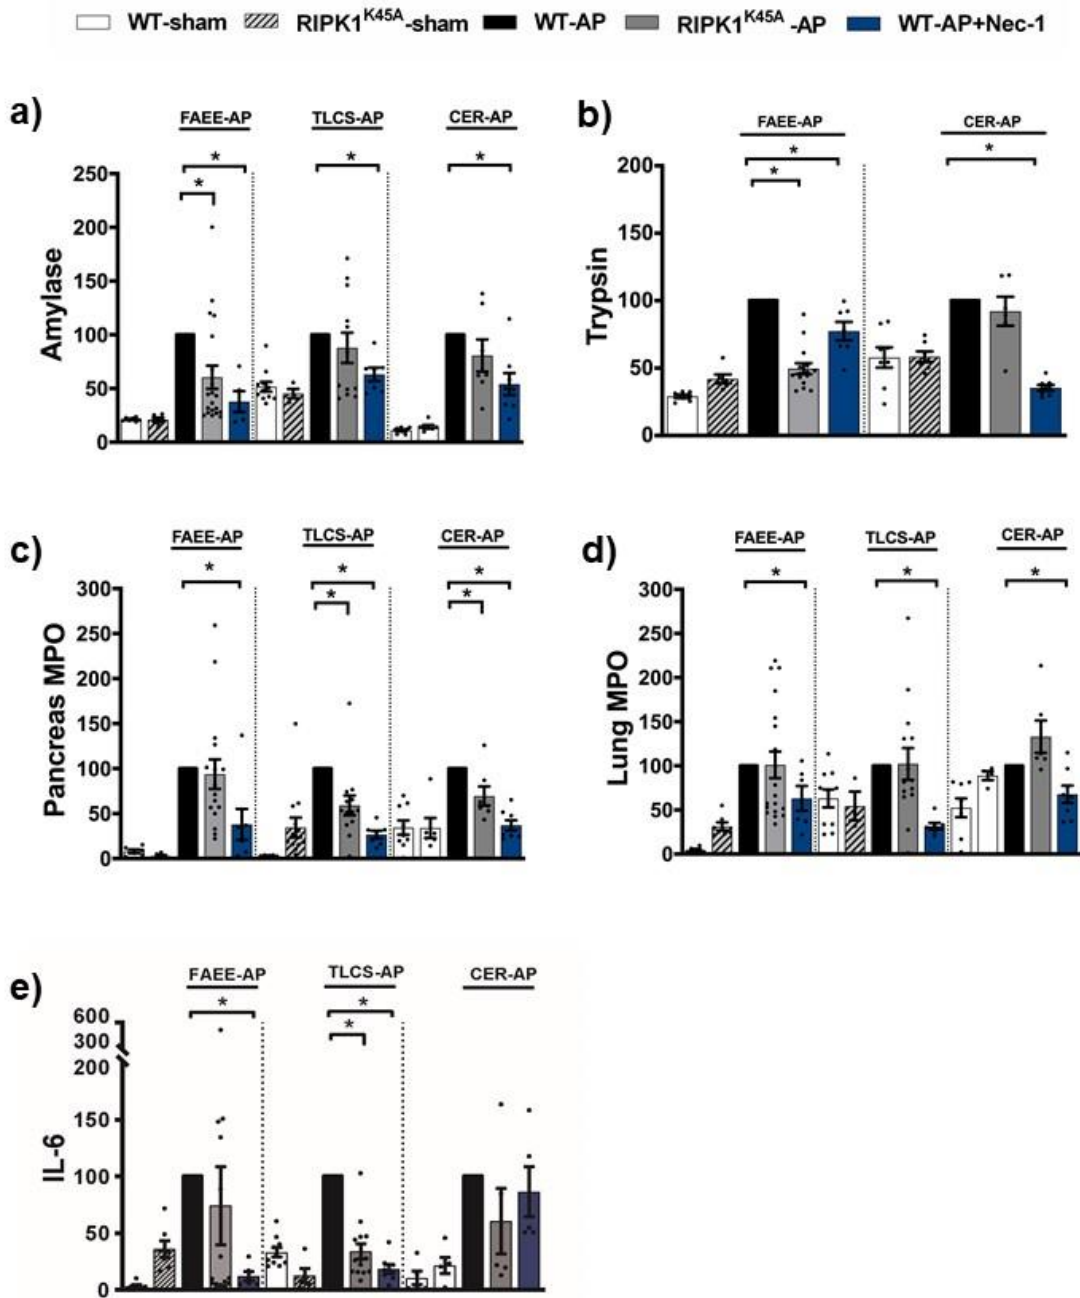 WT-sham RIPK1K45A-sham WT-AP RIPK1K45A -AP WT-AP+Nec-1
a)
FAEE-AP TLCS-AP CER-AP
* * *
*
250
200
150
100
50
0
Amylase
b)
FAEE-AP CER-AP
* *
*
200
150
100
50
0
Trypsin
c)
FAEE-AP TLCS-AP CER-AP
* * *
* *
300
250
200
150
100
50
0
Pancreas MPO
d)
FAEE-AP TLCS-AP CER-AP
* * *
300
250
200
150
100
50
0
Lung MPO
e)
FAEE-AP TLCS-AP CER-AP
* *
*
600
300
200
150
100
50
0
IL-6